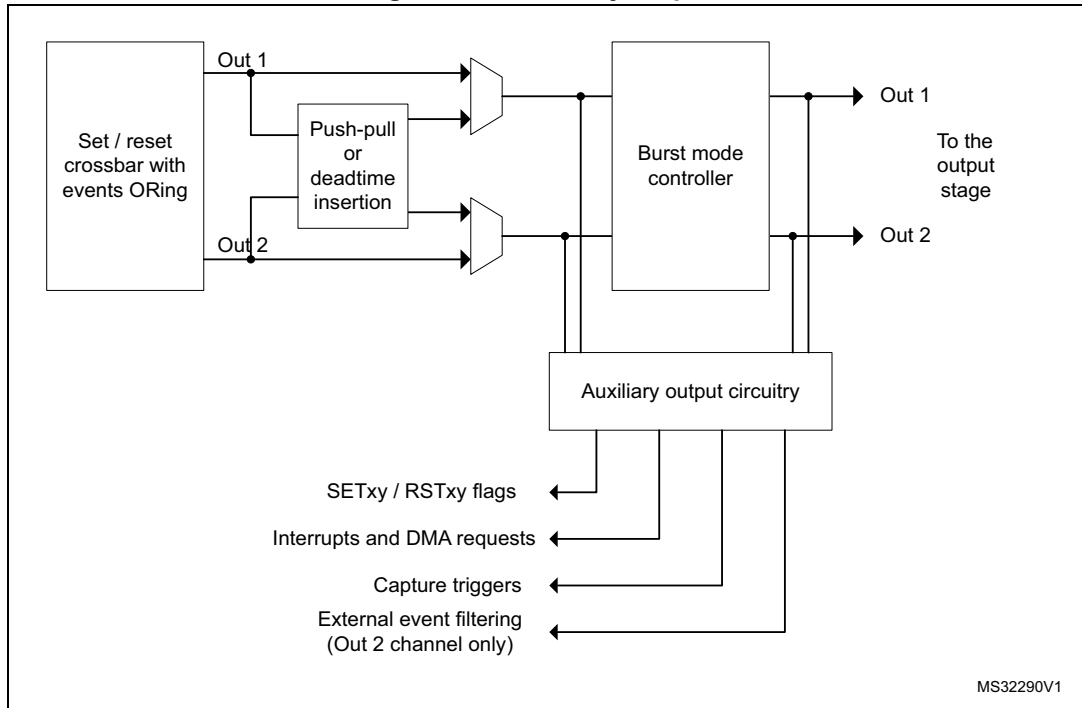 Out 1
Set / reset
crossbar with
events ORing
Out 2
Push-pull
or
deadtime
insertion
Burst mode
controller
Out 1
To the
output
stage
Out 2
Auxiliary output circuitry
SETxy / RSTxy flags
Interrupts and DMA requests
Capture triggers
External event filtering
(Out 2 channel only)
MS32290V1